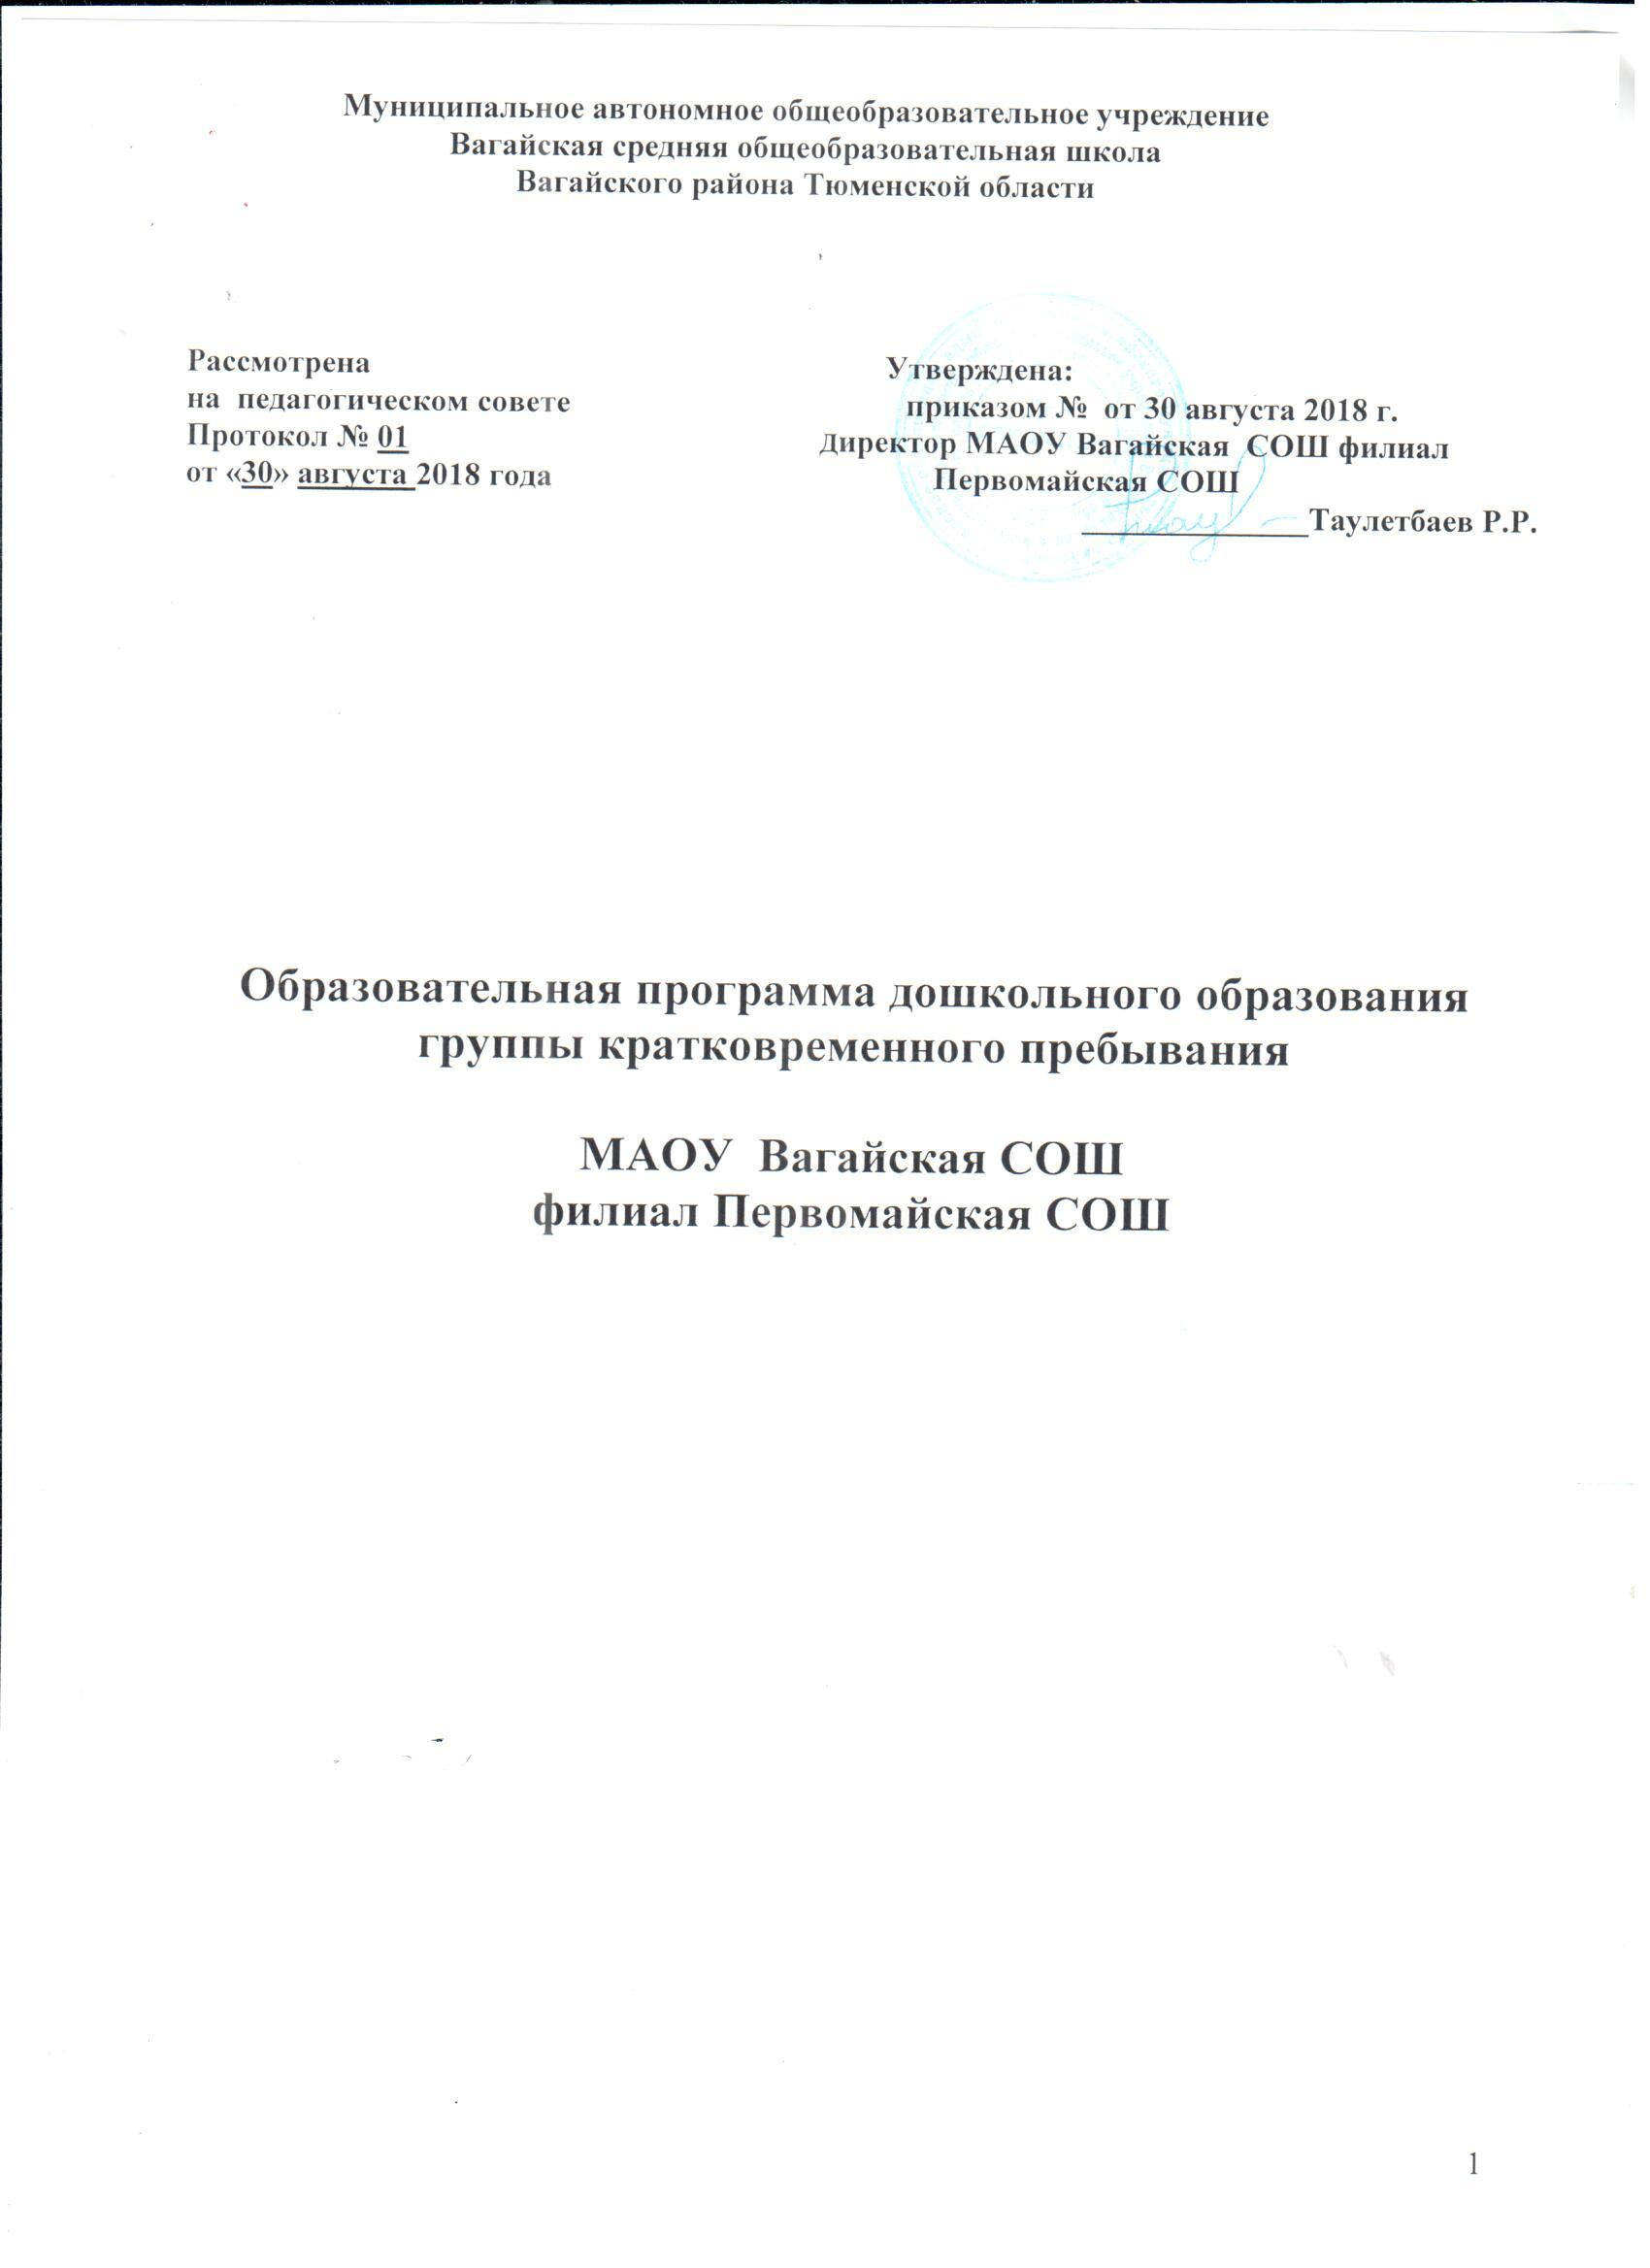 Муниципальное автономное общеобразовательное учреждение
Вагайская средняя общеобразовательная школа
Вагайского района Тюменской области
Рассмотрена
на педагогическом совете
Протокол № 01
от «30» августа 2018 года
Утверждена:
приказом № от 30 августа 2018 г.
Директор МАОУ Вагайская СОШ филиал
Первомайская СОШ
Таулетбаев Р.Р.
Образовательная программа дошкольного образования
группы кратковременного пребывания
МАОУ Вагайская СОШ
филиал Первомайская СОШ
1